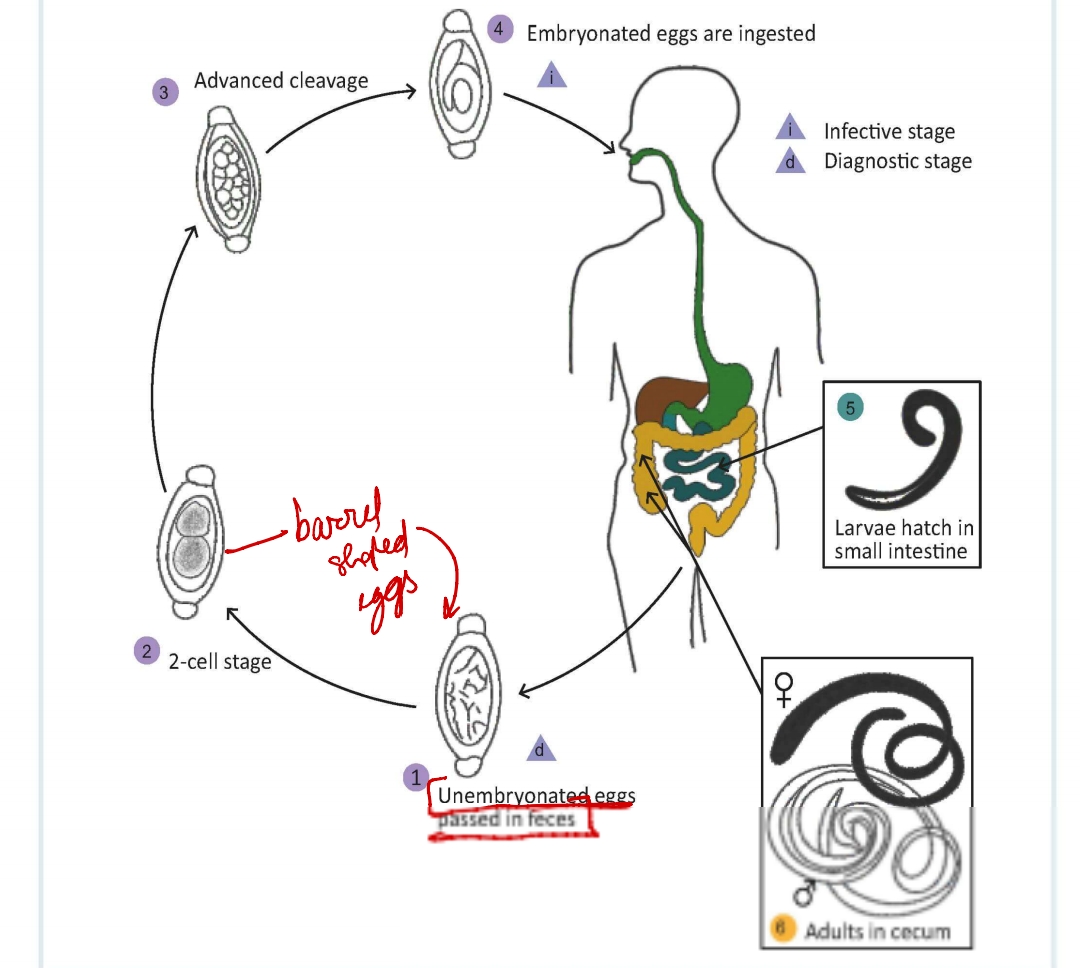 4 Embryonated eggs are ingested
i
3 Advanced cleavage
i Infective stage
d Diagnostic stage
5
Larvae hatch in
small intestine
barrel
shaped
eggs
2 2-cell stage
d
1 Unembryonated eggs
passed in feces
♀
♂
6 Adults in cecum